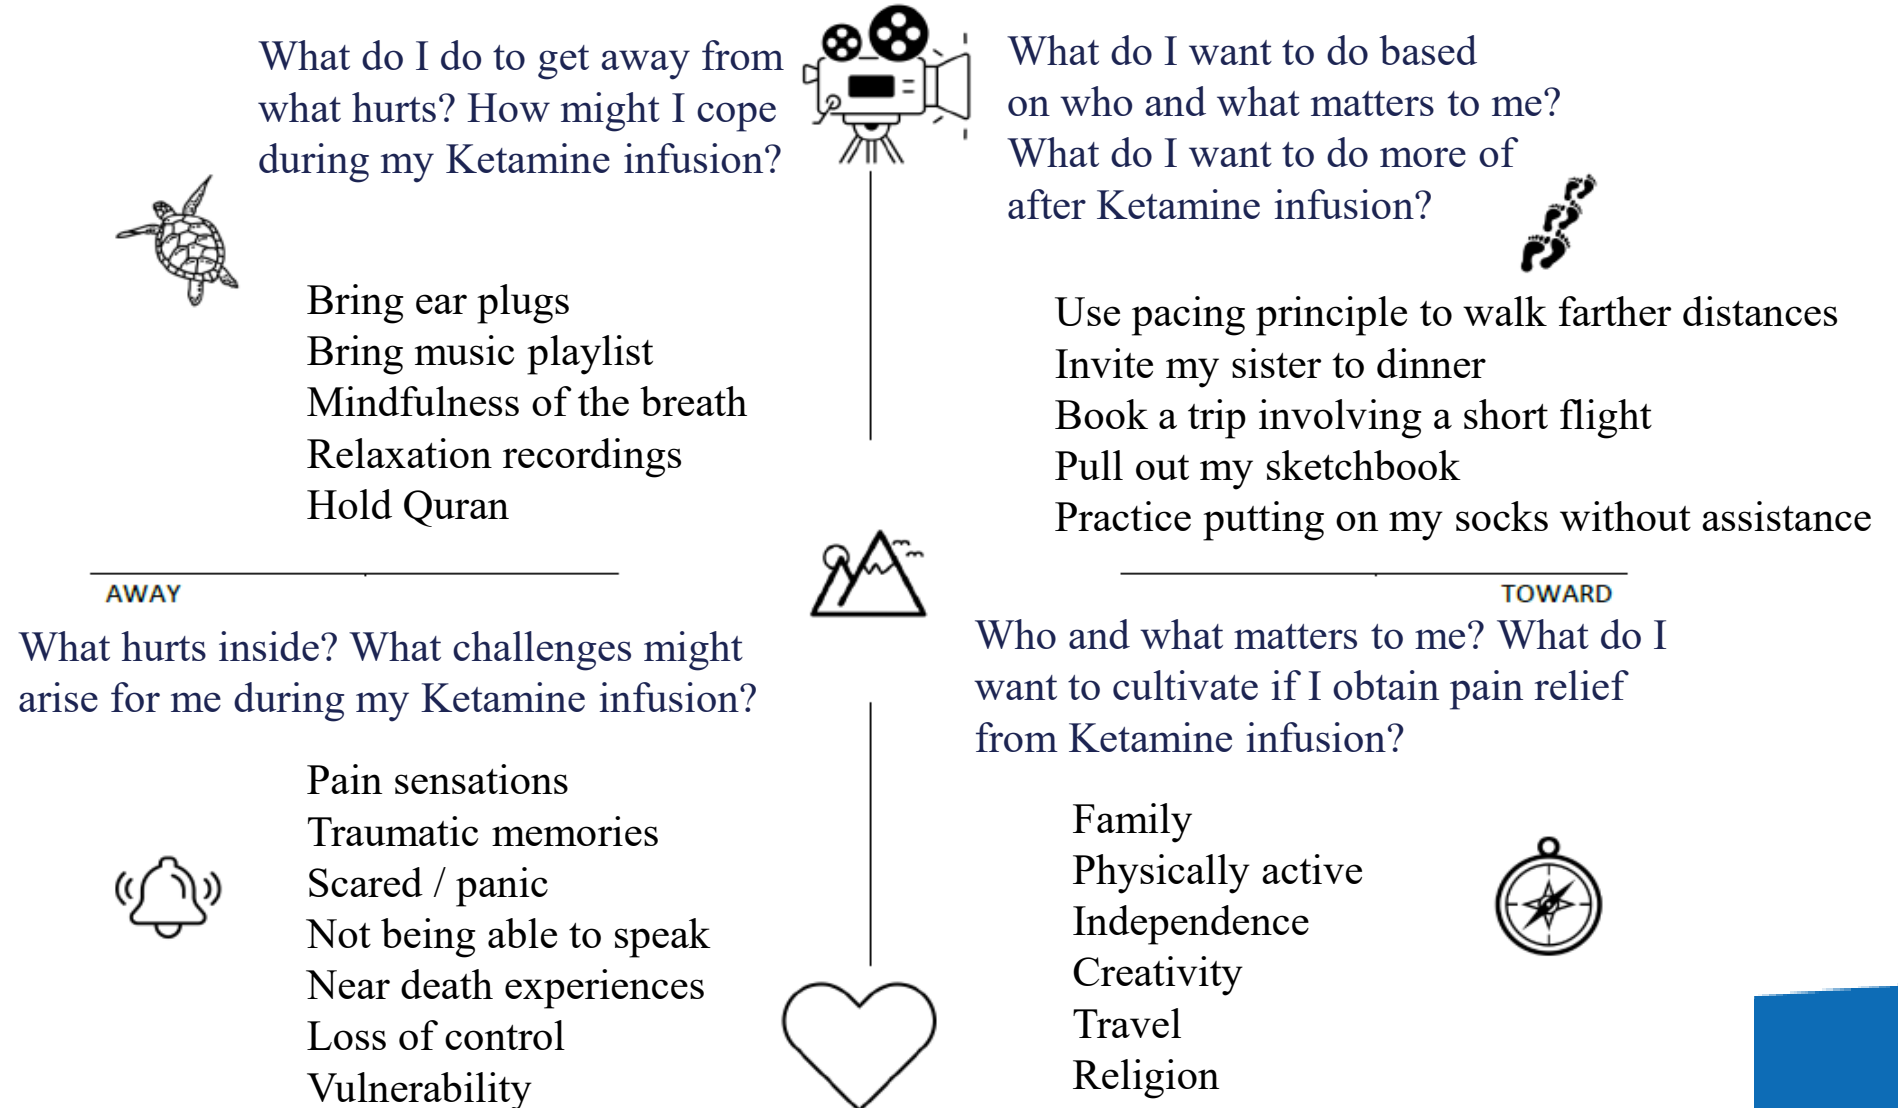 What do I do to get away from
what hurts? How might I cope
during my Ketamine infusion?
Bring ear plugs
Bring music playlist
Mindfulness of the breath
Relaxation recordings
Hold Quran
What do I want to do based
on who and what matters to me?
What do I want to do more of
after Ketamine infusion?
Use pacing principle to walk farther distances
Invite my sister to dinner
Book a trip involving a short flight
Pull out my sketchbook
Practice putting on my socks without assistance
AWAY
TOWARD
What hurts inside? What challenges might
arise for me during my Ketamine infusion?
Pain sensations
Traumatic memories
Scared / panic
Not being able to speak
Near death experiences
Loss of control
Vulnerability
Who and what matters to me? What do I
want to cultivate if I obtain pain relief
from Ketamine infusion?
Family
Physically active
Independence
Creativity
Travel
Religion